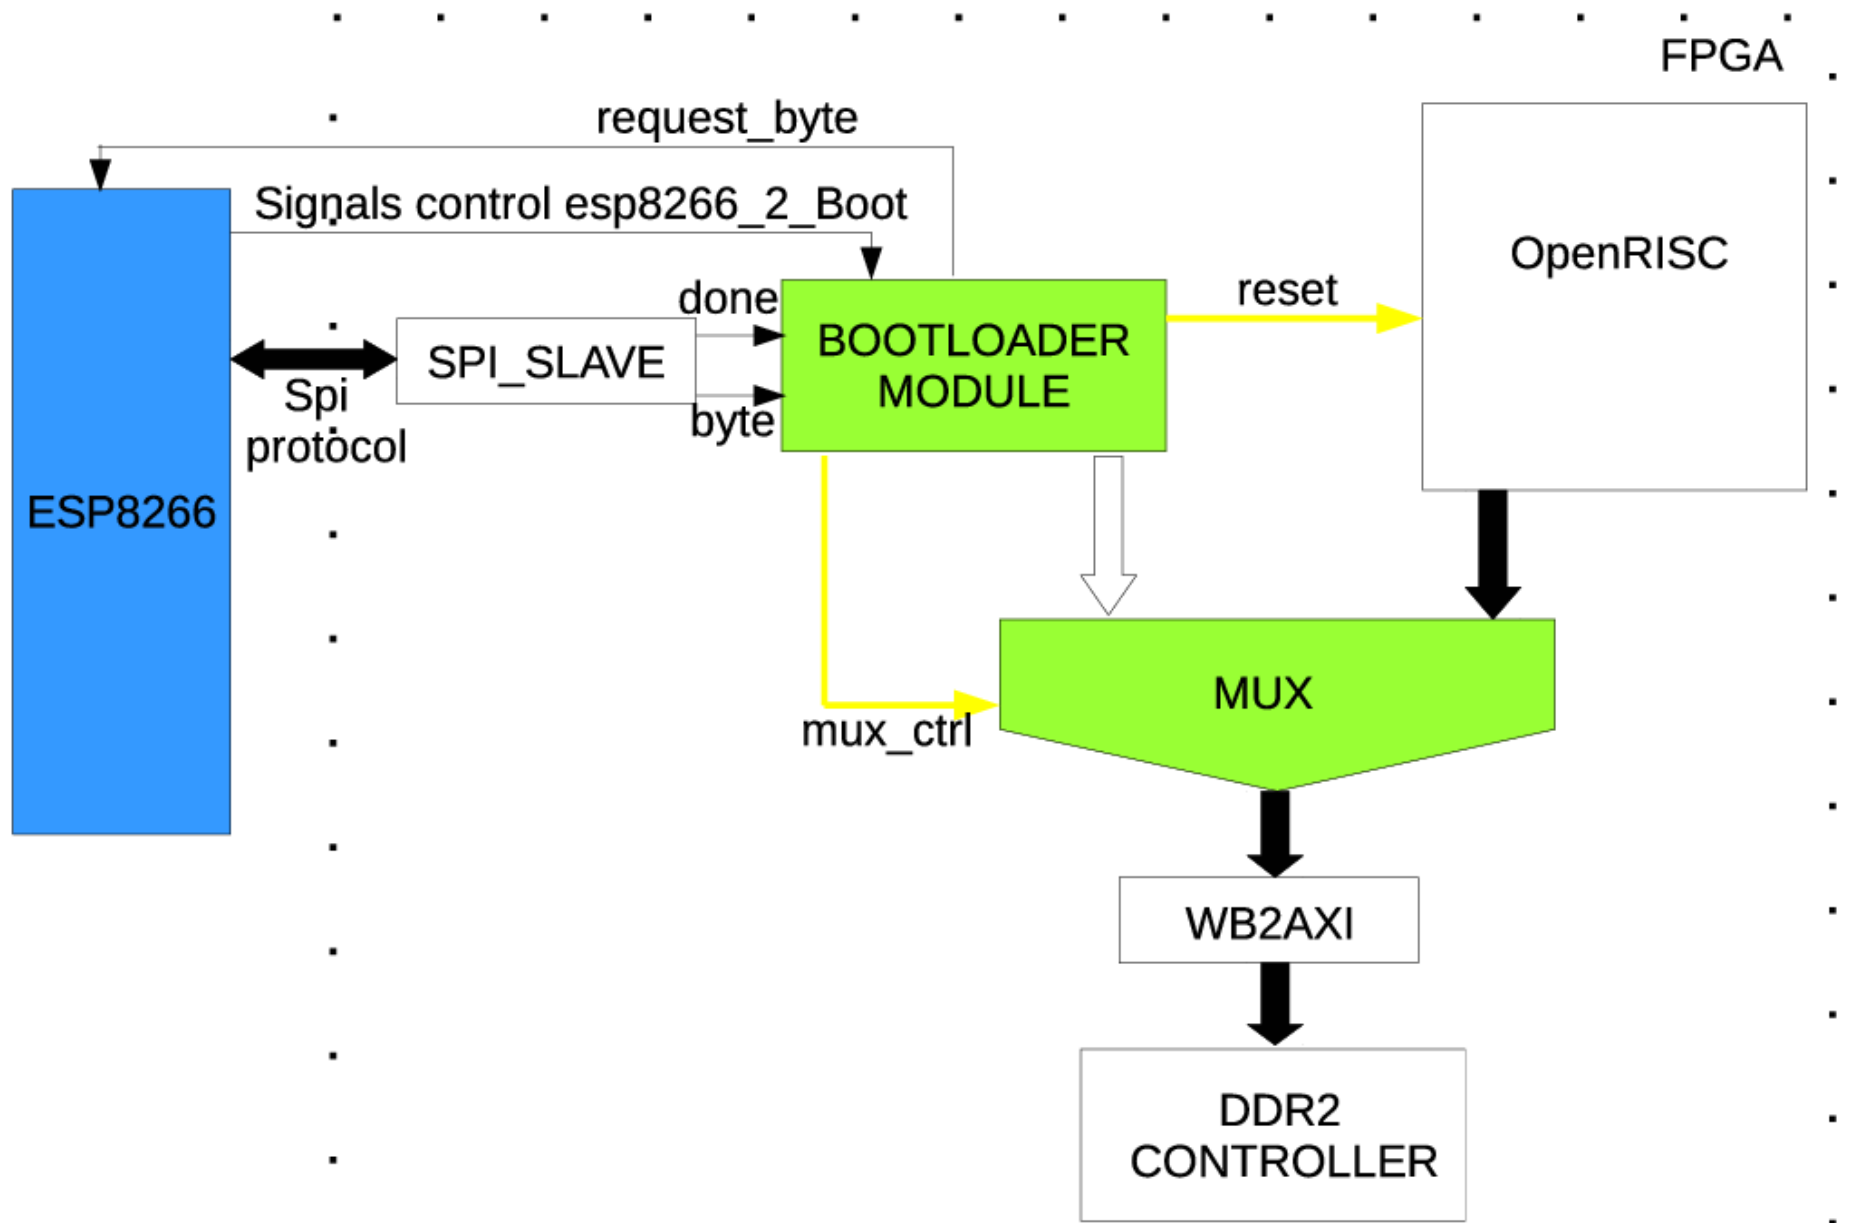 FPGA
request_byte
Signals control esp8266_2_Boot
OpenRISC
done
reset
BOOTLOADER
MODULE
SPI_SLAVE
Spi
protocol
byte
ESP8266
MUX
mux_ctrl
WB2AXI
DDR2
CONTROLLER